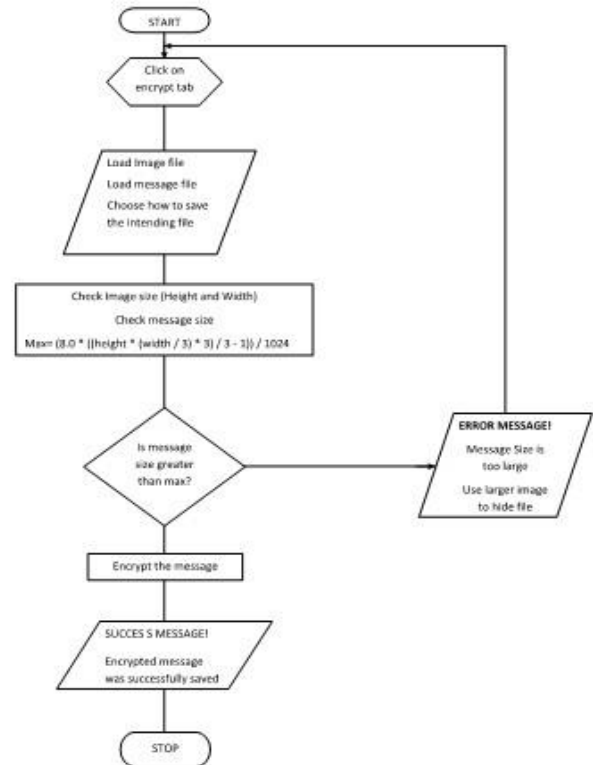 START
Click on
encrypt tab
Load Image file
Load message file
Choose how to save
the intending file
Check Image size (Height and Width)
Check message size
Max= (8.0 * ((height * (width / 3) * 3) / 3 - 1)) / 1024
Is message
size greater
than max?
ERROR MESSAGE!
Message Size is
too large
Use larger image
to hide file
Encrypt the message
SUCCES S MESSAGE!
Encrypted message
was successfully saved
STOP